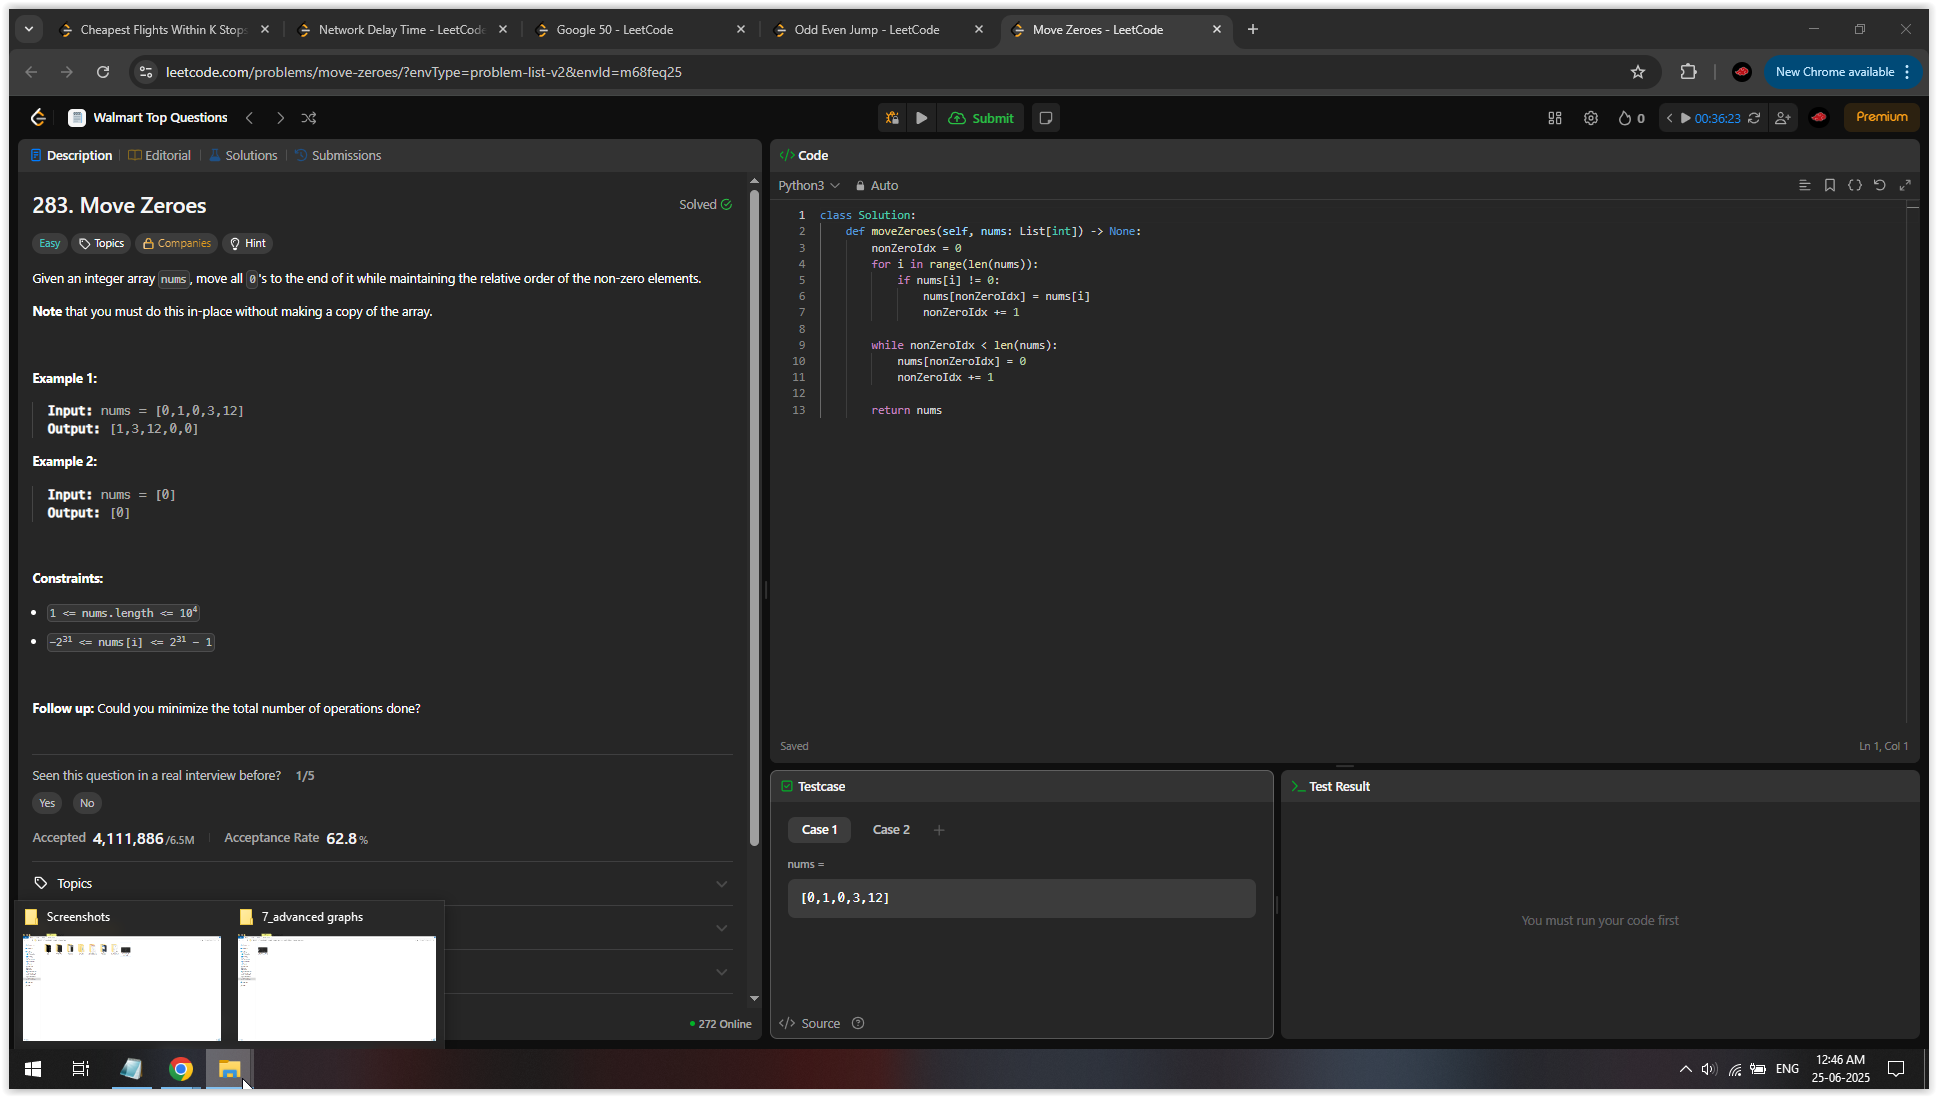 Cheapest Flights Within K Stops
Network Delay Time - LeetCode
Google 50 - LeetCode
Odd Even Jump - LeetCode
Move Zeroes - LeetCode
leetcode.com/problems/move-zeroes/?envType=problem-list-v2&envId=m68feq25
New Chrome available
Walmart Top Questions
Submit
0
00:36:23
Premium
Description
Editorial
Solutions
Submissions
283. Move Zeroes
Solved
Easy
Topics
Companies
Hint
Given an integer array nums, move all 0's to the end of it while maintaining the relative order of the non-zero elements.
Note that you must do this in-place without making a copy of the array.
Example 1:
Input: nums = [0,1,0,3,12]
Output: [1,3,12,0,0]
Example 2:
Input: nums = [0]
Output: [0]
Constraints:
1 <= nums.length <= 10⁴
-2³¹ <= nums[i] <= 2³¹ - 1
Follow up: Could you minimize the total number of operations done?
Seen this question in a real interview before? 1/5
Yes
No
Accepted 4,111,886/6.5M
Acceptance Rate 62.8%
Topics
Screenshots
7_advanced graphs
272 Online
</> Code
Python3
Auto
1 class Solution:
2     def moveZeroes(self, nums: List[int]) -> None:
3         nonZeroIdx = 0
4         for i in range(len(nums)):
5             if nums[i] != 0:
6                 nums[nonZeroIdx] = nums[i]
7                 nonZeroIdx += 1
8
9         while nonZeroIdx < len(nums):
10             nums[nonZeroIdx] = 0
11             nonZeroIdx += 1
12
13         return nums
Saved
Ln 1, Col 1
Testcase
Case 1
Case 2
nums =
[0,1,0,3,12]
</> Source
Test Result
You must run your code first
ENG
12:46 AM
25-06-2025